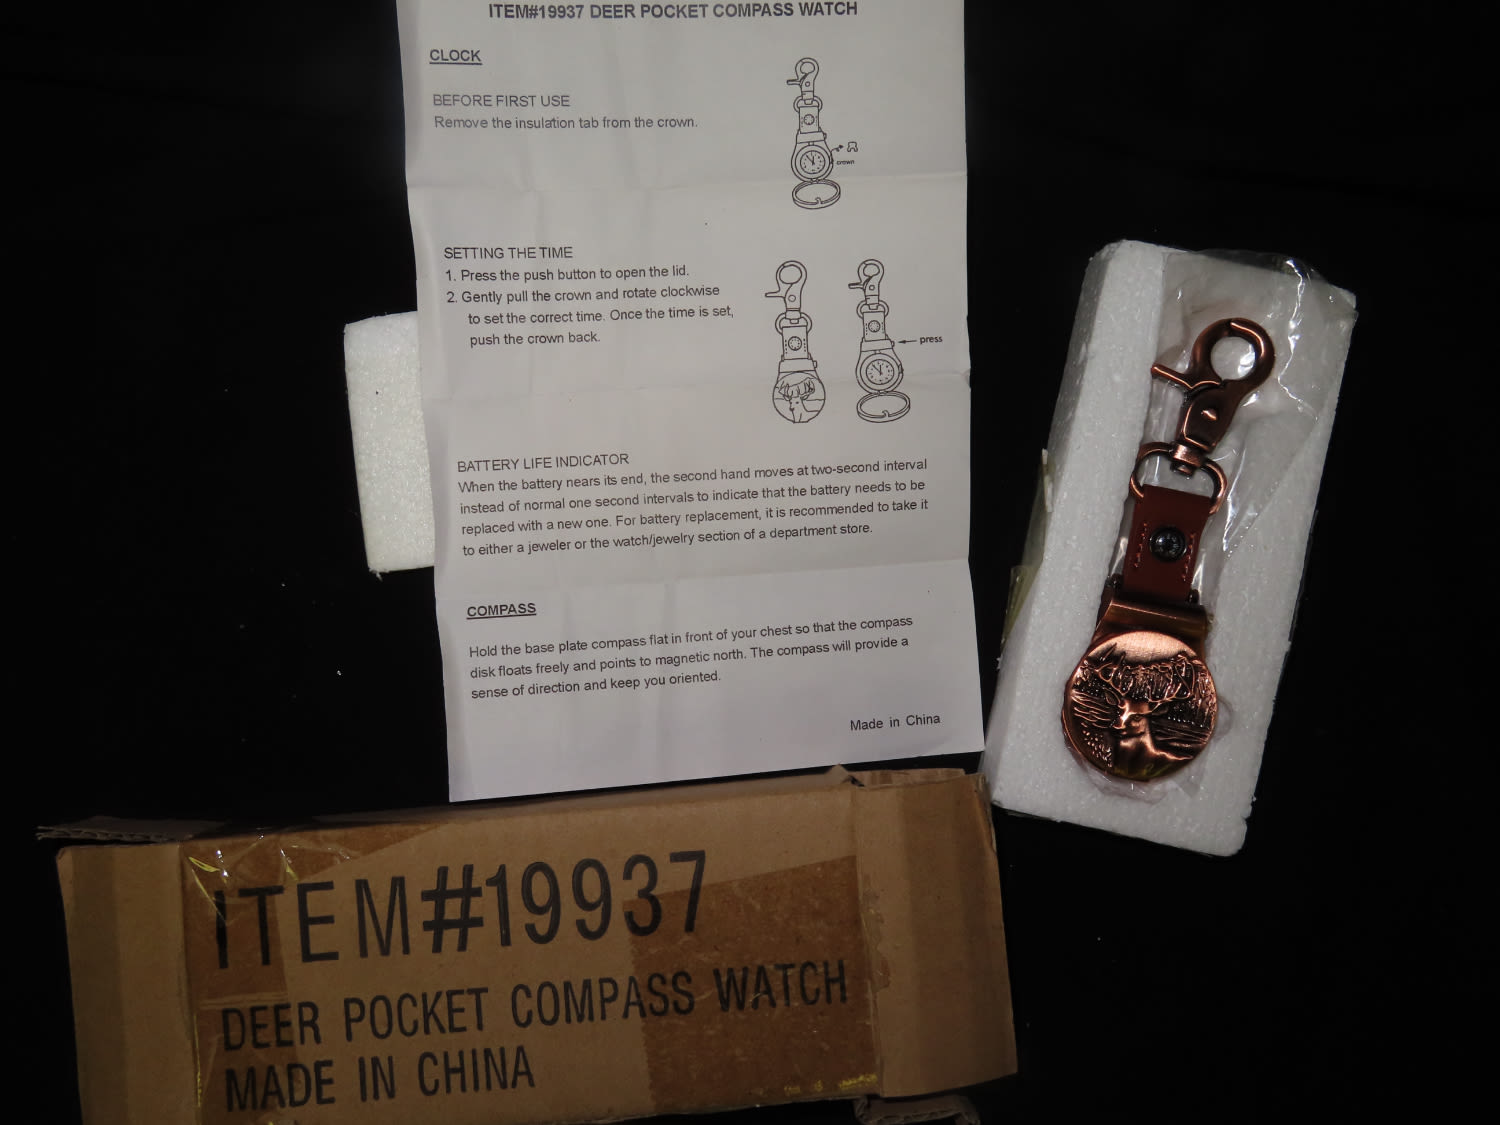 ITEM#19937 DEER POCKET COMPASS WATCH
CLOCK
BEFORE FIRST USE
Remove the insulation tab from the crown.
crown
SETTING THE TIME
1. Press the push button to open the lid.
2. Gently pull the crown and rotate clockwise
to set the correct time. Once the time is set,
push the crown back.
press
BATTERY LIFE INDICATOR
When the battery nears its end, the second hand moves at two-second interval
instead of normal one second intervals to indicate that the battery needs to be
replaced with a new one. For battery replacement, it is recommended to take it
to either a jeweler or the watch/jewelry section of a department store.
COMPASS
Hold the base plate compass flat in front of your chest so that the compass
disk floats freely and points to magnetic north. The compass will provide a
sense of direction and keep you oriented.
Made in China
ITEM#19937
DEER POCKET COMPASS WATCH
MADE IN CHINA